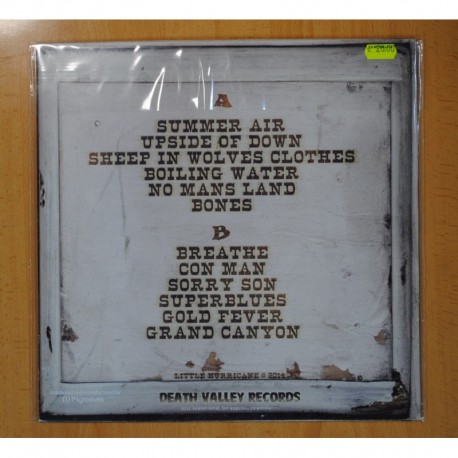 A
SUMMER AIR
UPSIDE OF DOWN
SHEEP IN WOLVES CLOTHES
BOILING WATER
NO MANS LAND
BONES
B
BREATHE
CON MAN
SORRY SON
SUPERBLUES
GOLD FEVER
GRAND CANYON
LITTLE HURRICANE © 2014
DEATH VALLEY RECORDS